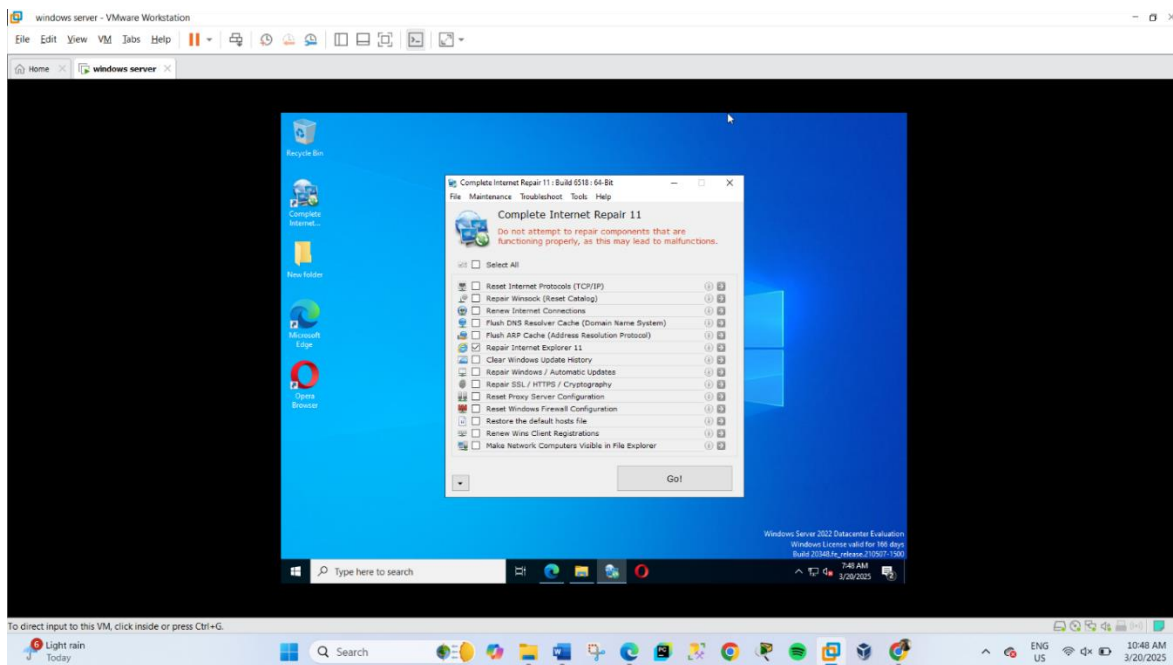 windows server - VMware Workstation
File Edit View VM Tabs Help
Home
windows server
Recycle Bin
Complete
Internet...
New folder
Microsoft
Edge
Opera
Browser
Complete Internet Repair 11 : Build 6518 : 64-Bit
File Maintenance Troubleshoot Tools Help
Complete Internet Repair 11
Do not attempt to repair components that are
functioning properly, as this may lead to malfunctions.
Select All
Reset Internet Protocols (TCP/IP)
Repair Winsock (Reset Catalog)
Renew Internet Connections
Flush DNS Resolver Cache (Domain Name System)
Flush ARP Cache (Address Resolution Protocol)
Repair Internet Explorer 11
Clear Windows Update History
Repair Windows / Automatic Updates
Repair SSL / HTTPS / Cryptography
Reset Proxy Server Configuration
Reset Windows Firewall Configuration
Restore the default hosts file
Renew Wins Client Registrations
Make Network Computers Visible in File Explorer
Go!
Windows Server 2022 Datacenter Evaluation
Windows License valid for 166 days
Build 20348.fe_release.210507-1500
Type here to search
7:48 AM
3/20/2025
To direct input to this VM, click inside or press Ctrl+G.
Light rain
Today
Search
ENG
US
10:48 AM
3/20/2025